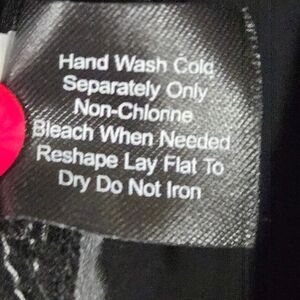 Hand Wash Cold
Separately Only
Non-Chlorine
Bleach When Needed
Reshape Lay Flat To
Dry Do Not Iron